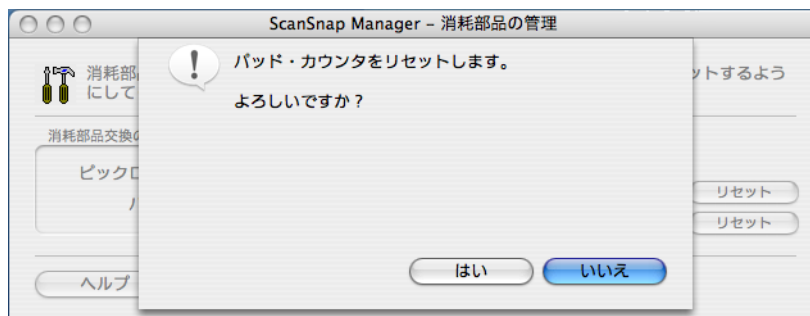 ScanSnap Manager – 消耗部品の管理
パッド・カウンタをリセットします。
よろしいですか？
消耗部
ットするよう
にして
消耗部品交換の
ピックロ
リセット
リセット
はい
いいえ
ヘルプ